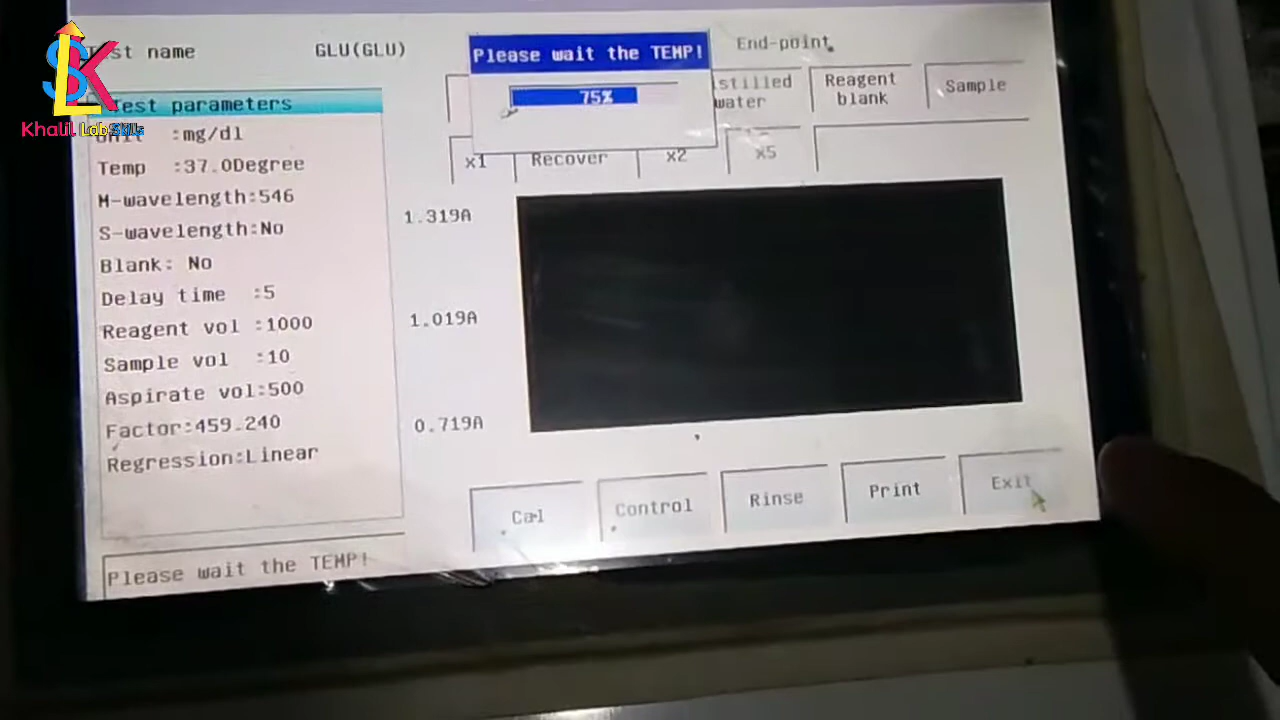 Test name
GLU(GLU)
Please wait the TEMP!
End-point
75%
stilled
water
Reagent
blank
Sample
Test parameters
Khalil Lab Skills
Unit :mg/dl
Temp :37.0Degree
M-wavelength:546
S-wavelength:No
Blank: No
Delay time :5
Reagent vol :1000
Sample vol :10
Aspirate vol:500
Factor:459.240
Regression:Linear
x1
Recover
x2
x5
1.319A
1.019A
0.719A
Cal
Control
Rinse
Print
Exit
Please wait the TEMP!